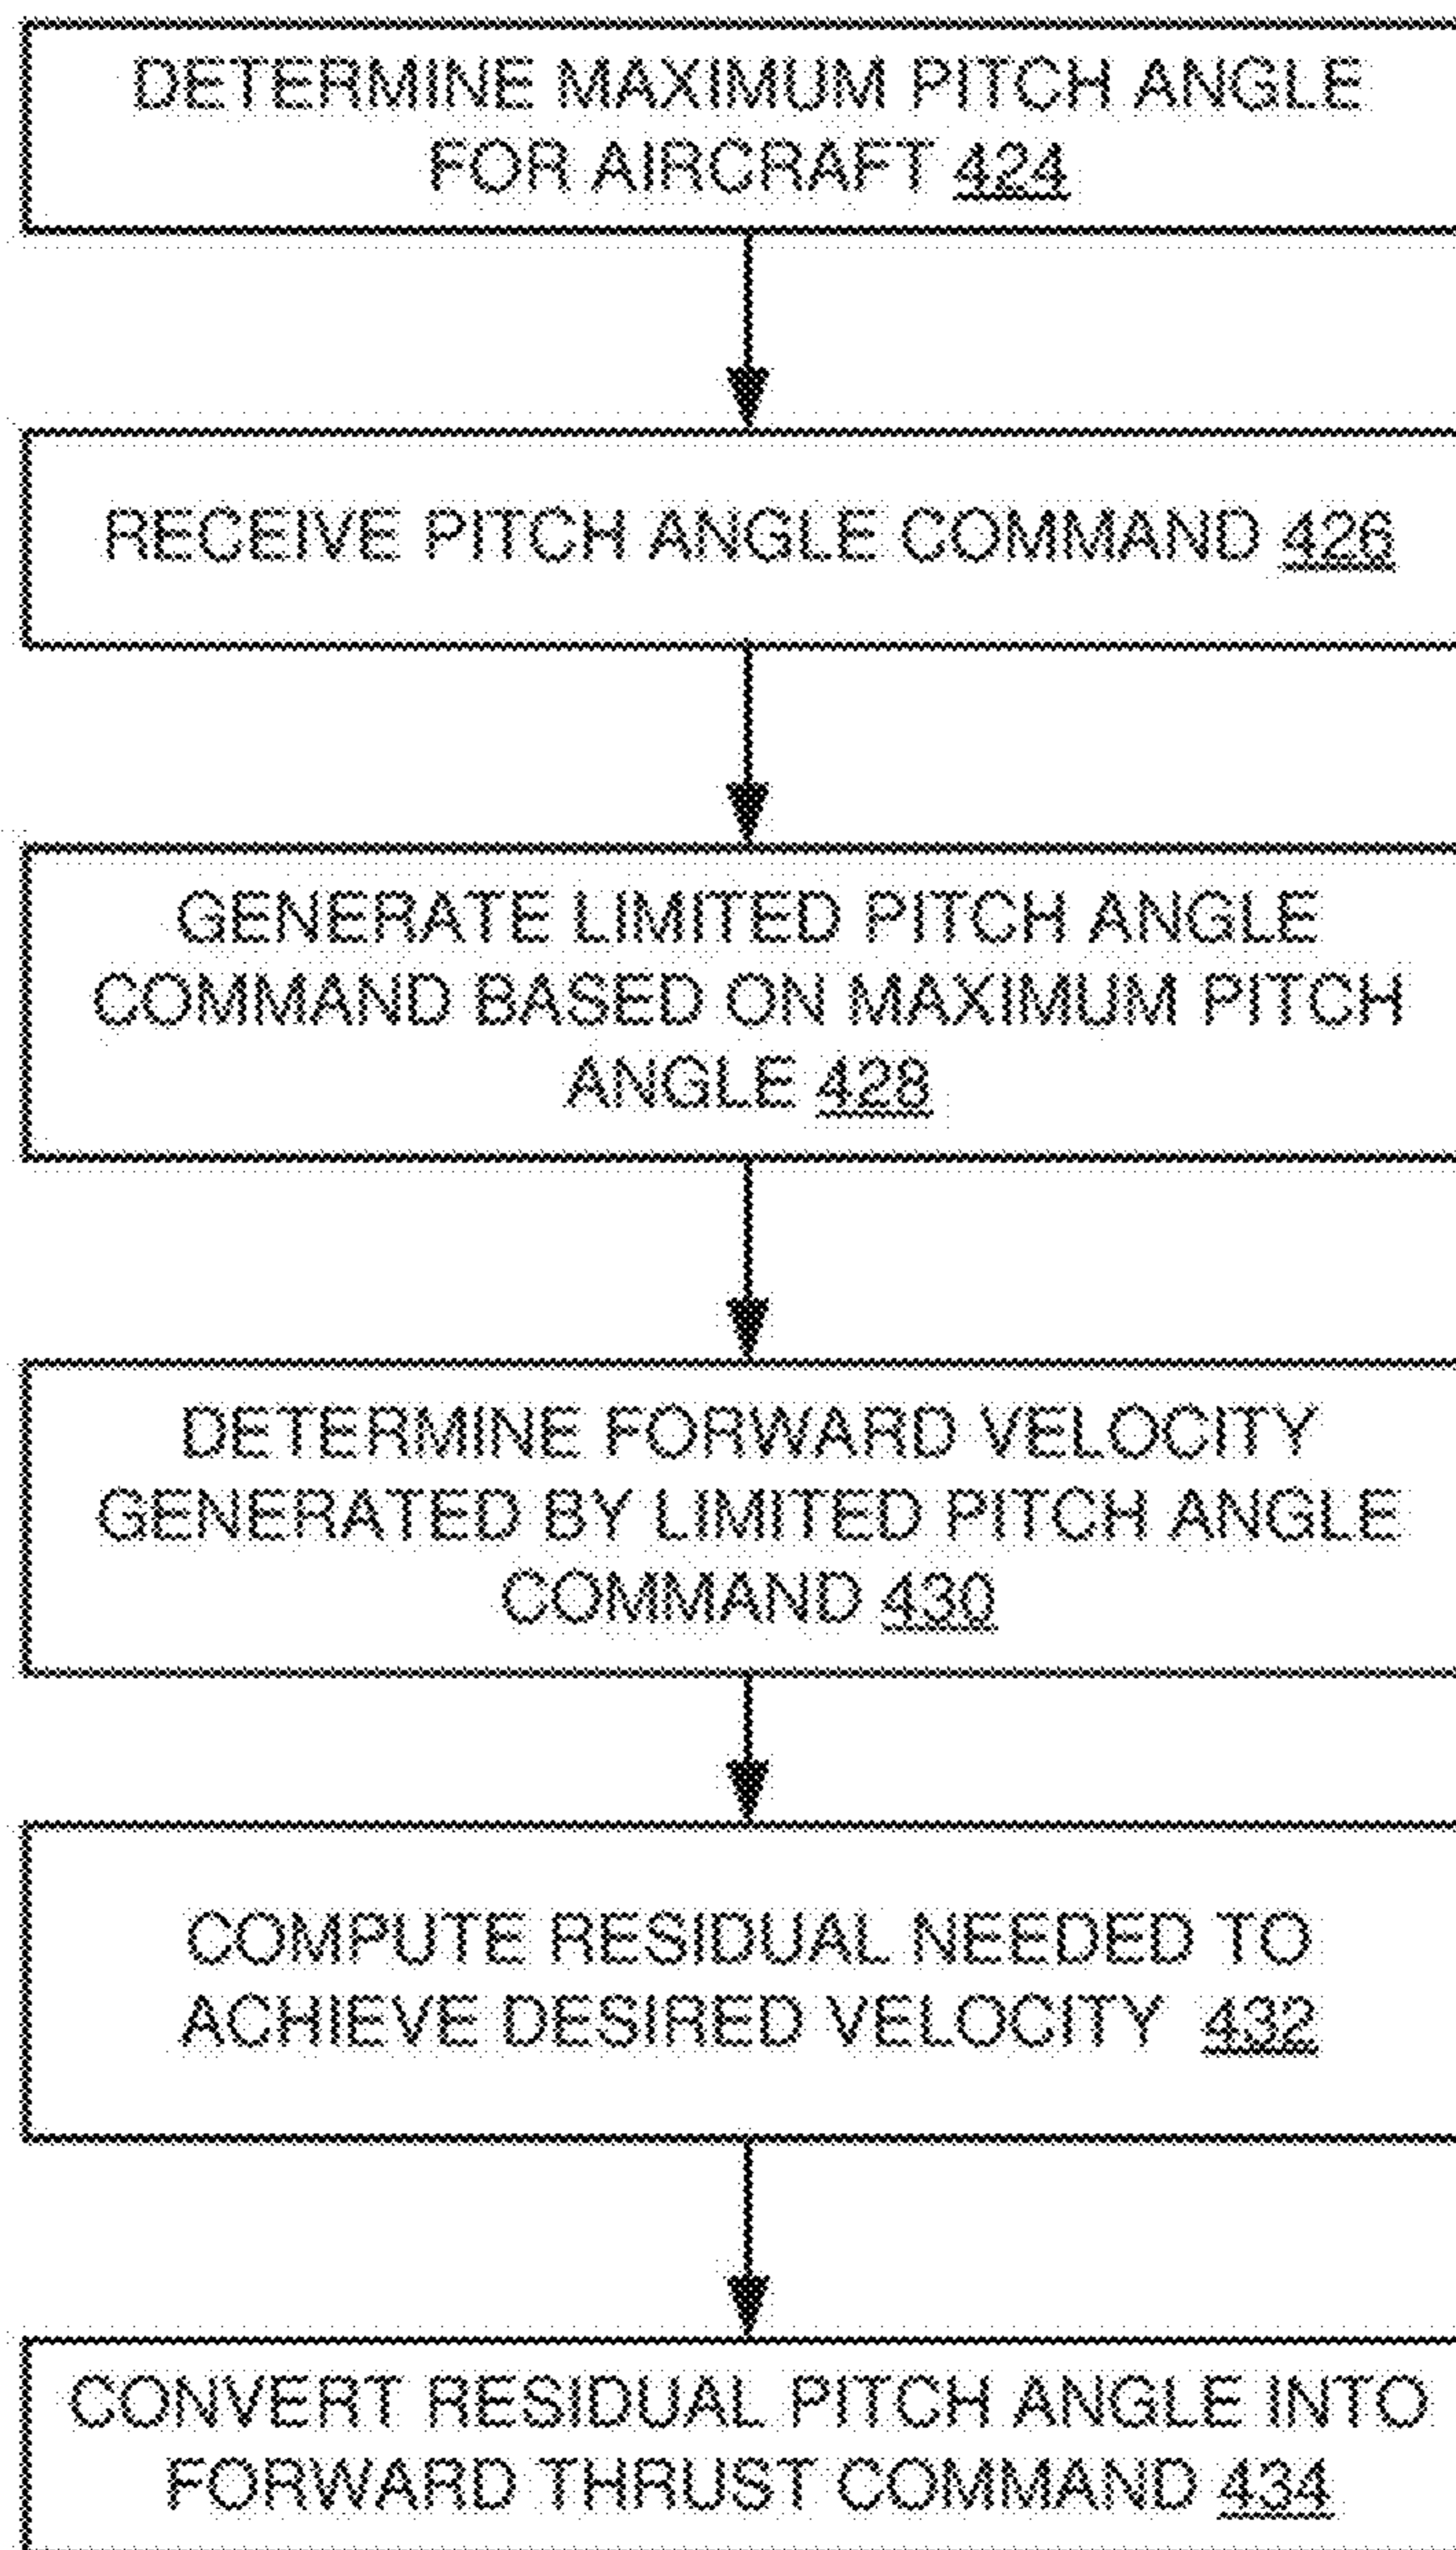 DETERMINE MAXIMUM PITCH ANGLE
FOR AIRCRAFT 424
RECEIVE PITCH ANGLE COMMAND 426
GENERATE LIMITED PITCH ANGLE
COMMAND BASED ON MAXIMUM PITCH
ANGLE 428
DETERMINE FORWARD VELOCITY
GENERATED BY LIMITED PITCH ANGLE
COMMAND 430
COMPUTE RESIDUAL NEEDED TO
ACHIEVE DESIRED VELOCITY 432
CONVERT RESIDUAL PITCH ANGLE INTO
FORWARD THRUST COMMAND 434